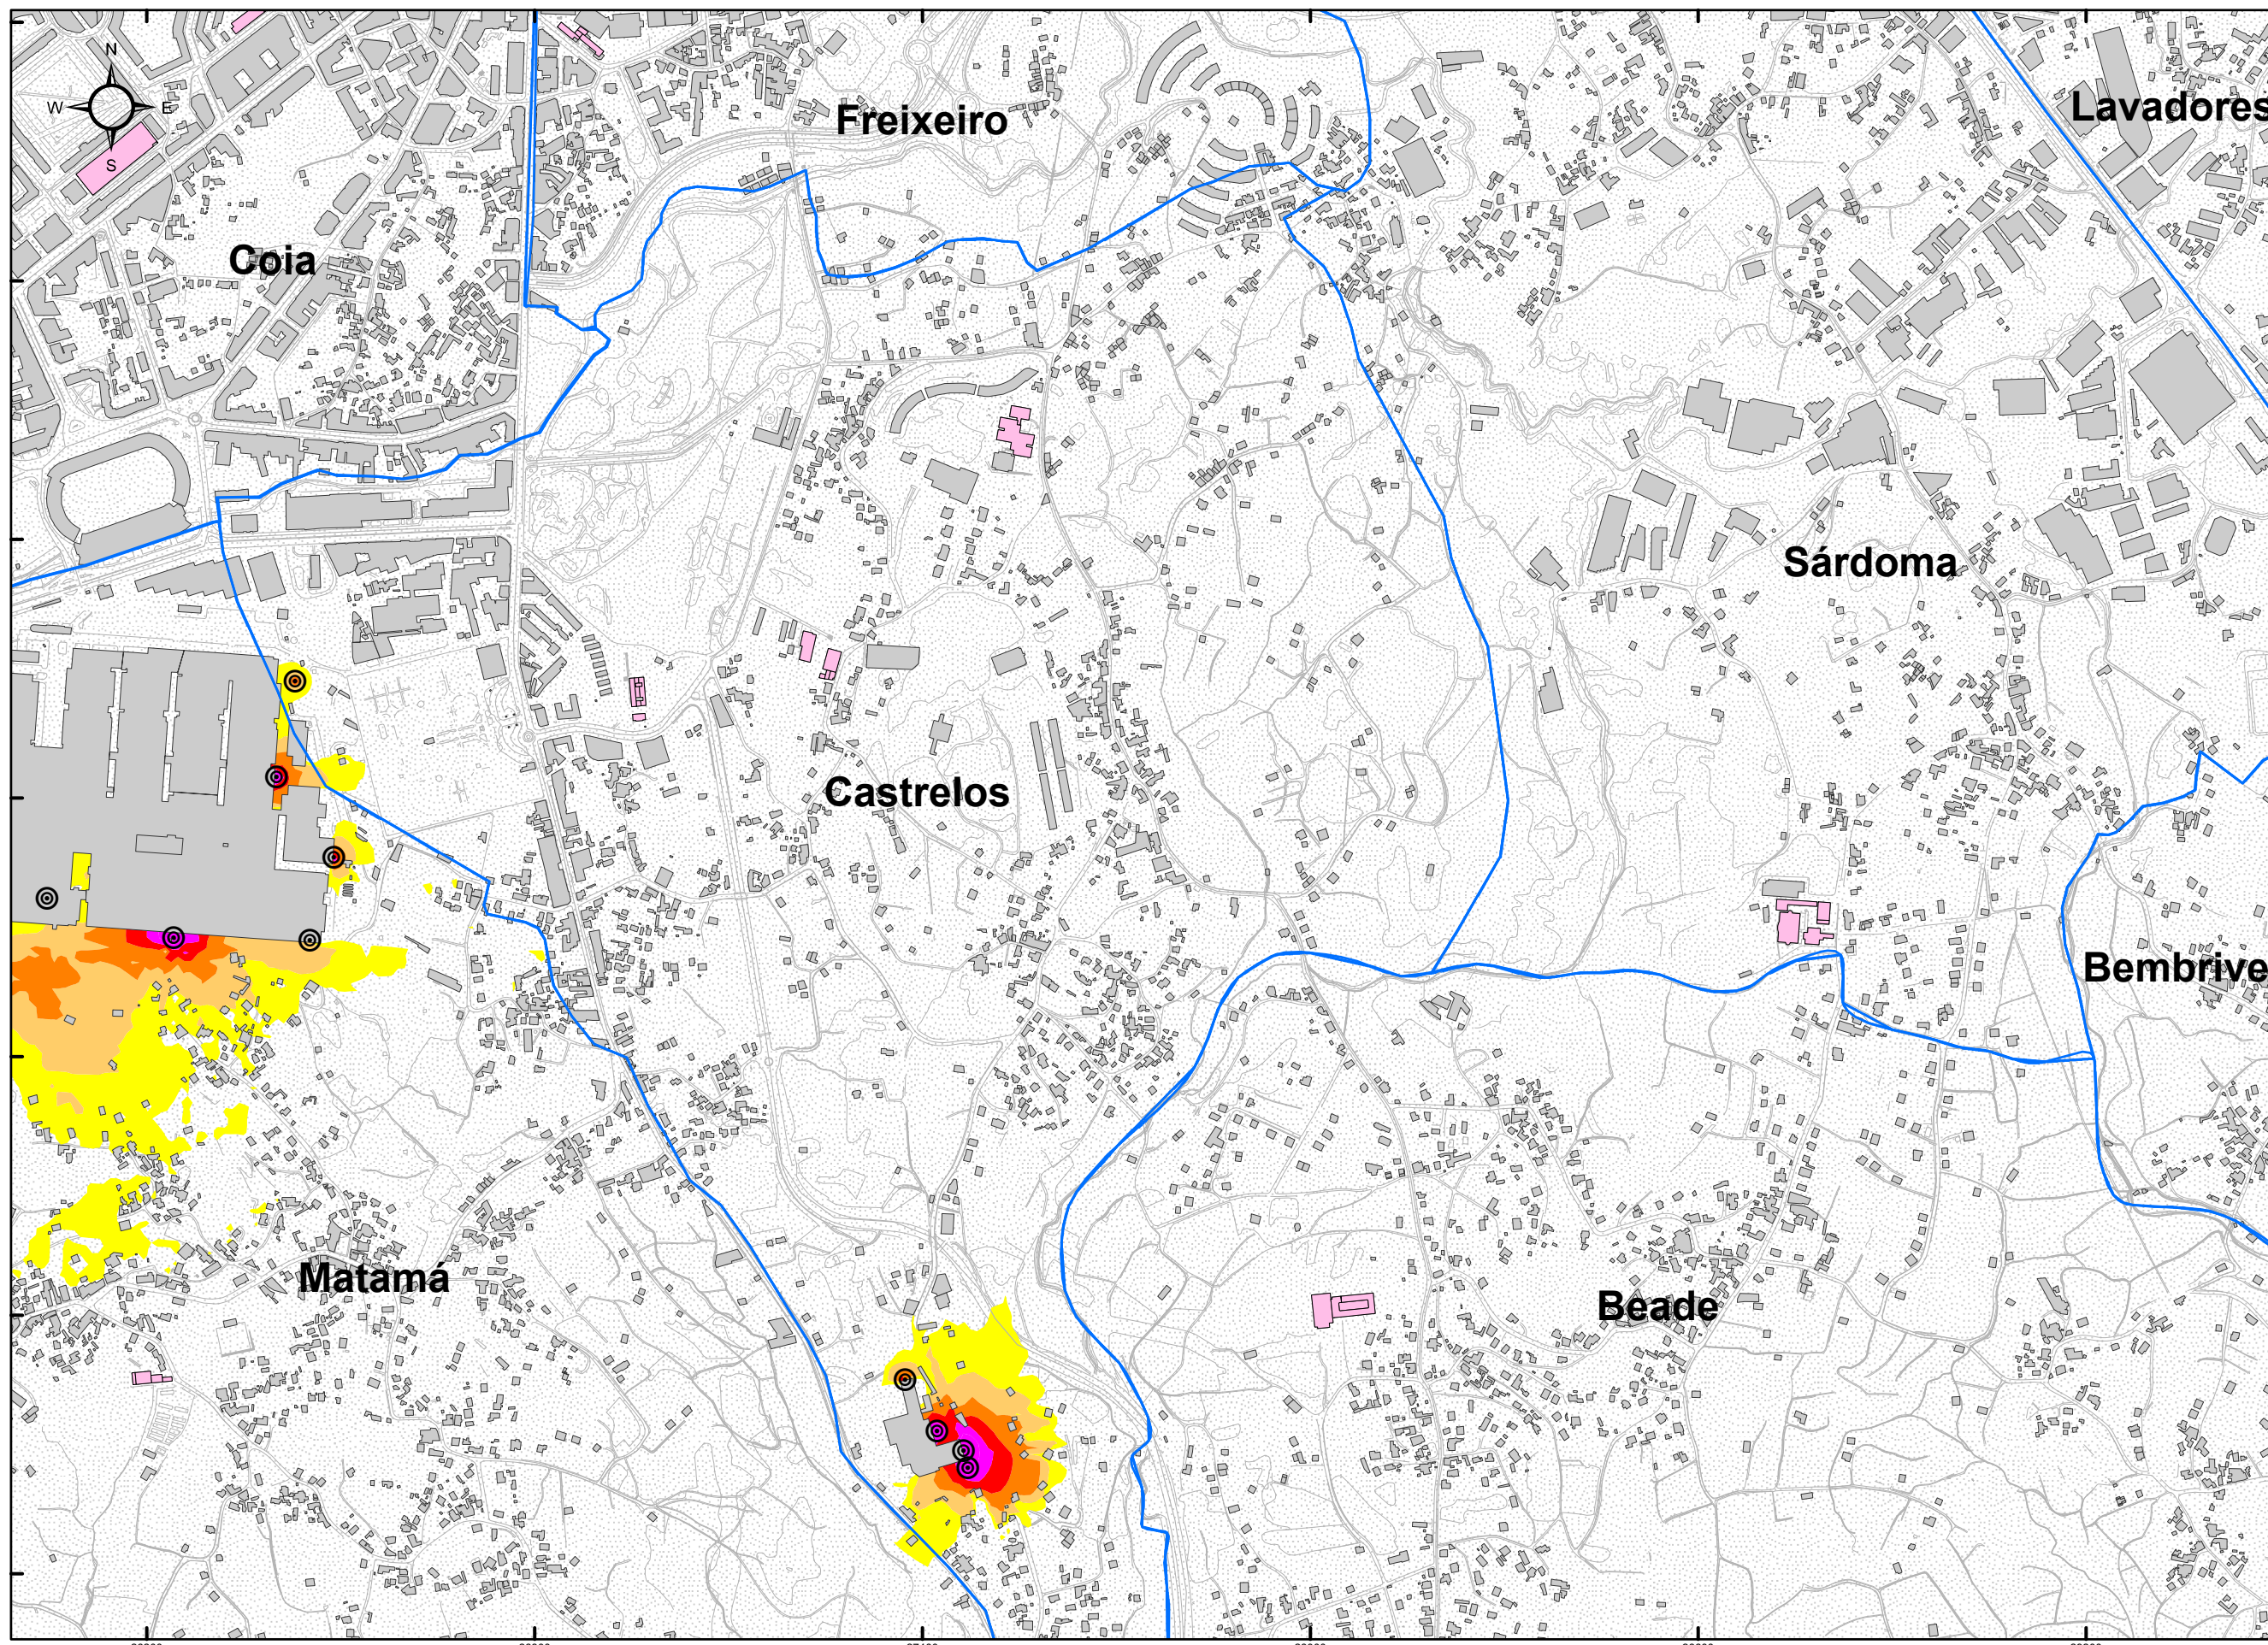 N
W E
S
Freixeiro
Lavadores
Coia
Sárdoma
Castrelos
Bembrive
Matamá
Beade